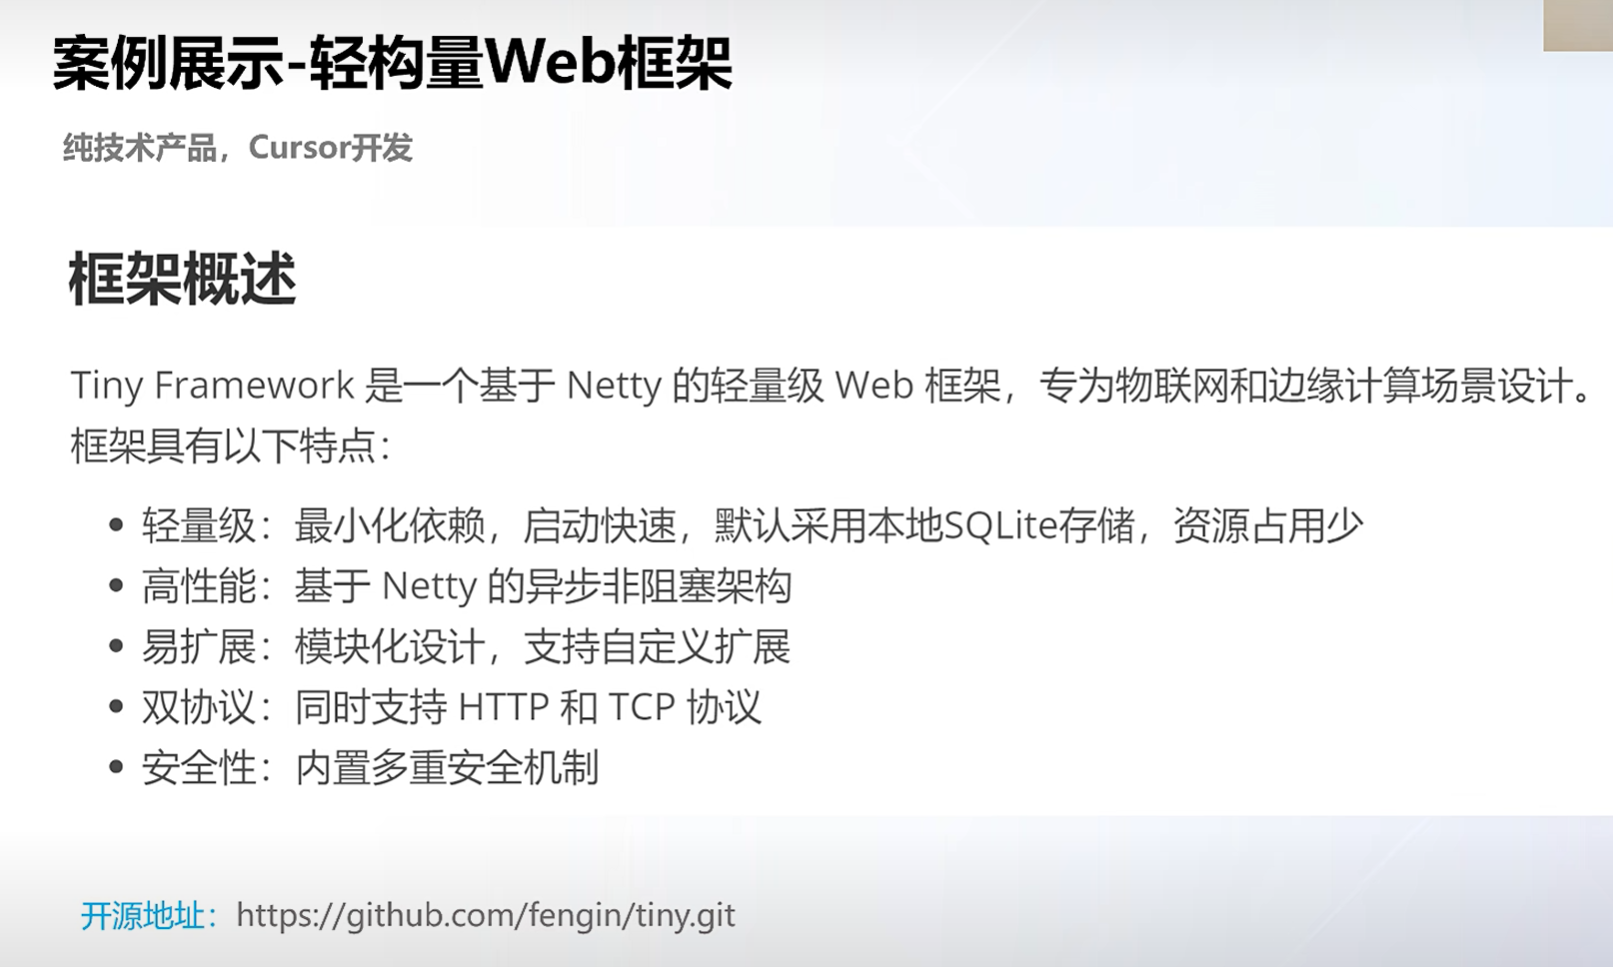 案例展示-轻构量Web框架
纯技术产品，Cursor开发
框架概述
Tiny Framework 是一个基于 Netty 的轻量级 Web 框架，专为物联网和边缘计算场景设计。
框架具有以下特点：
• 轻量级：最小化依赖，启动快速，默认采用本地SQLite存储，资源占用少
• 高性能：基于 Netty 的异步非阻塞架构
• 易扩展：模块化设计，支持自定义扩展
• 双协议：同时支持 HTTP 和 TCP 协议
• 安全性：内置多重安全机制
开源地址：https://github.com/fengin/tiny.git